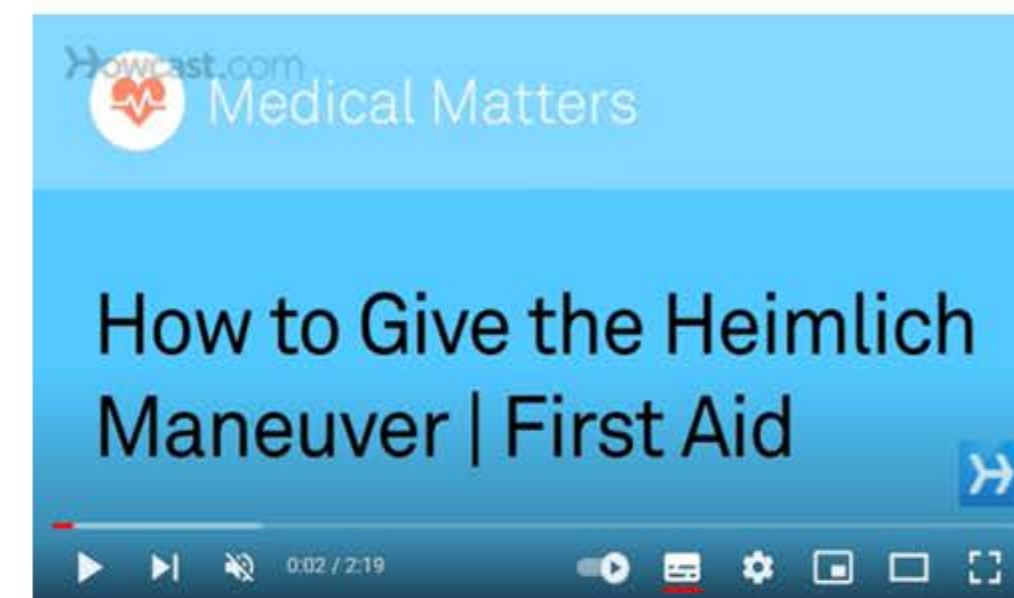 Howcast.com
Medical Matters
How to Give the Heimlich
Maneuver | First Aid
0:02 / 2:19